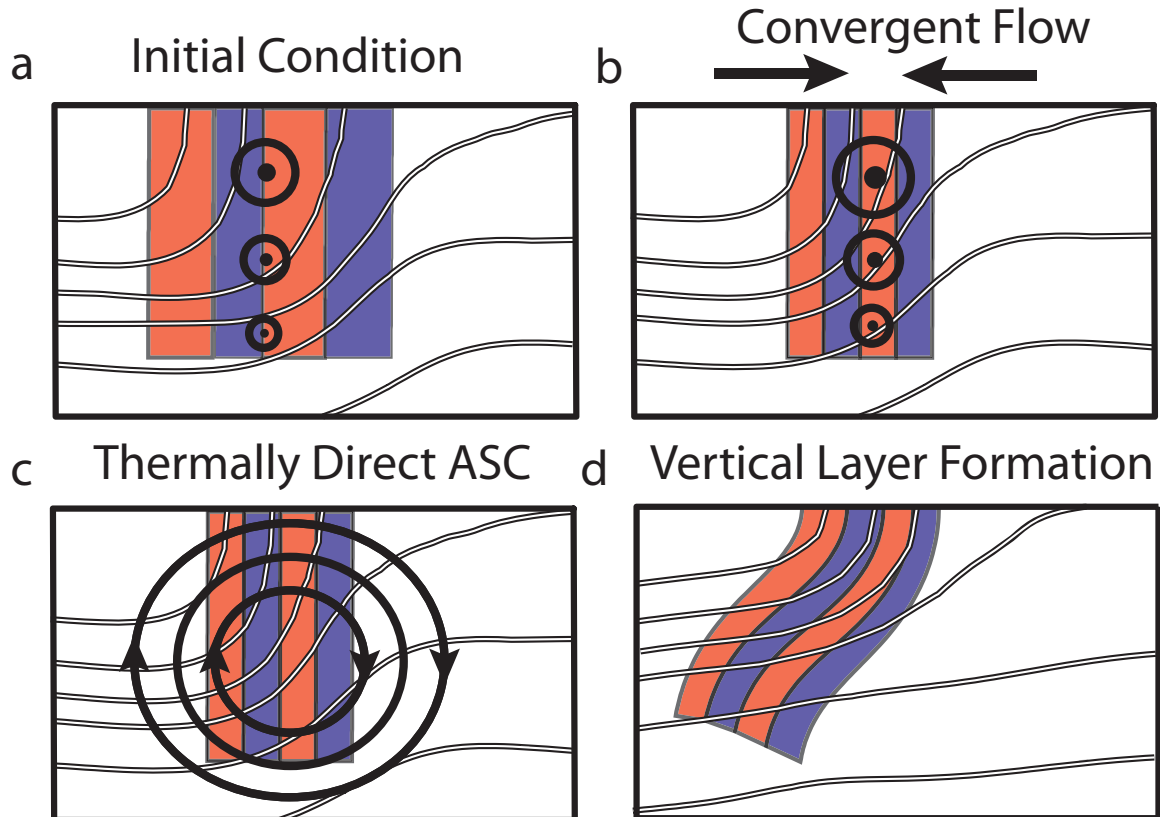 a
Initial Condition
b
Convergent Flow
c
Thermally Direct ASC
d
Vertical Layer Formation